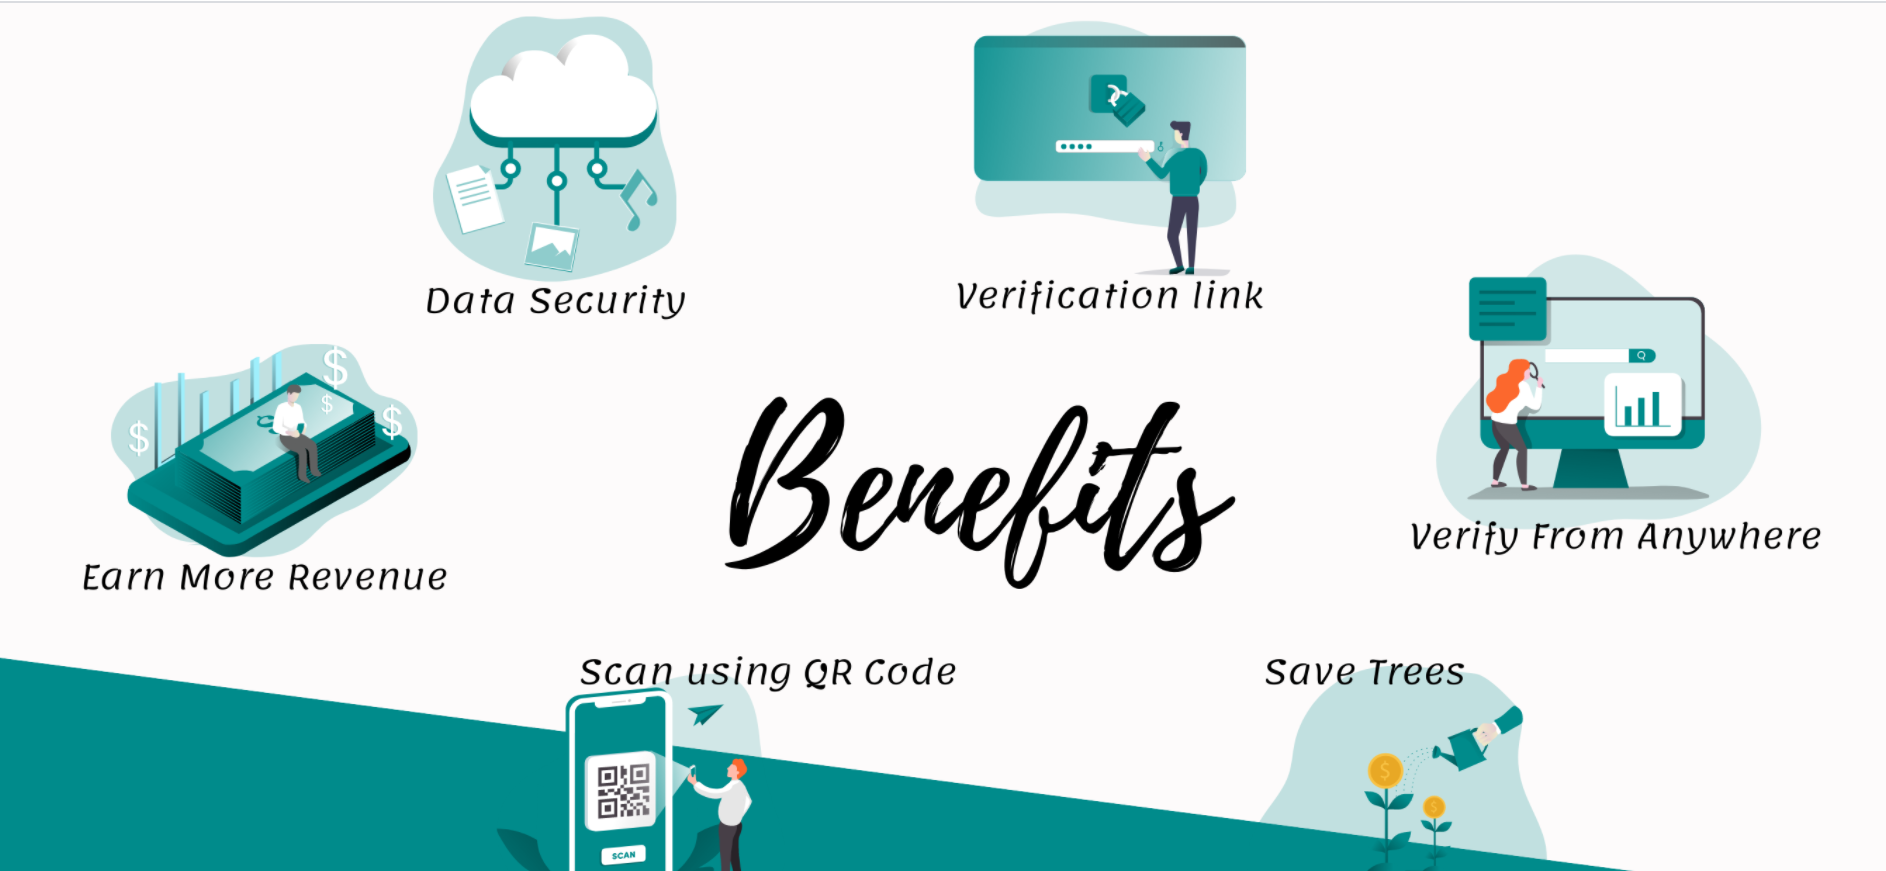 Data Security
Verification link
$
$
$
$
Earn More Revenue
Benefits
Verify From Anywhere
Scan using QR Code
Save Trees
SCAN
$
$